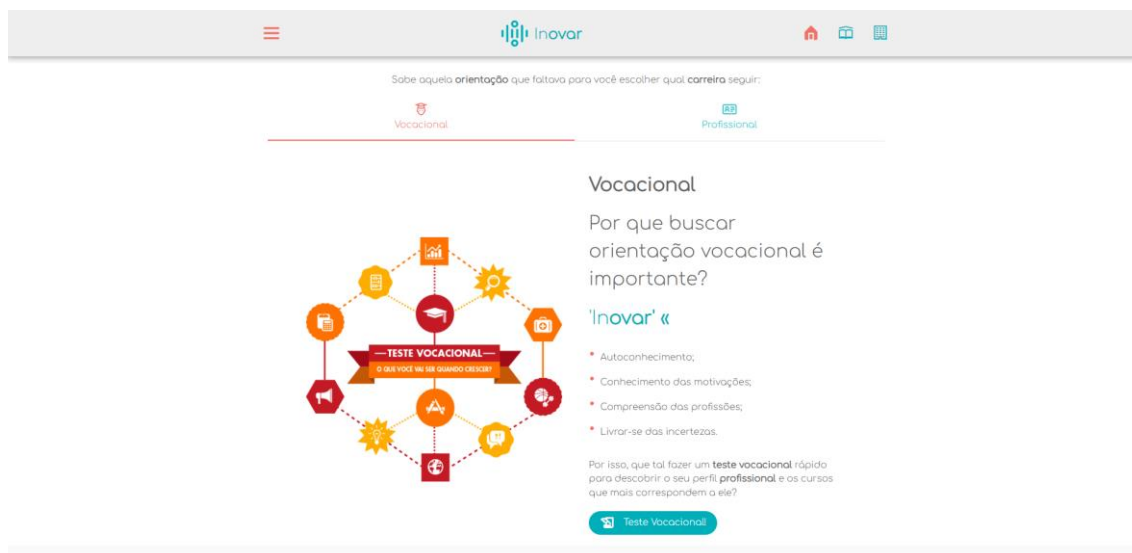 Inovar
Sabe aquela orientação que faltava para você escolher qual carreira seguir:
Vocacional
Profissional
Vocacional
Por que buscar
orientação vocacional é
importante?
'Inovar' «
* Autoconhecimento;
* Conhecimento das motivações;
* Compreensão das profissões;
* Livrar-se das incertezas.
Por isso, que tal fazer um teste vocacional rápido
para descobrir o seu perfil profissional e os cursos
que mais correspondem a ele?
Teste Vocacional!
TESTE VOCACIONAL
O QUE VOCÊ VAI SER QUANDO CRESCER?